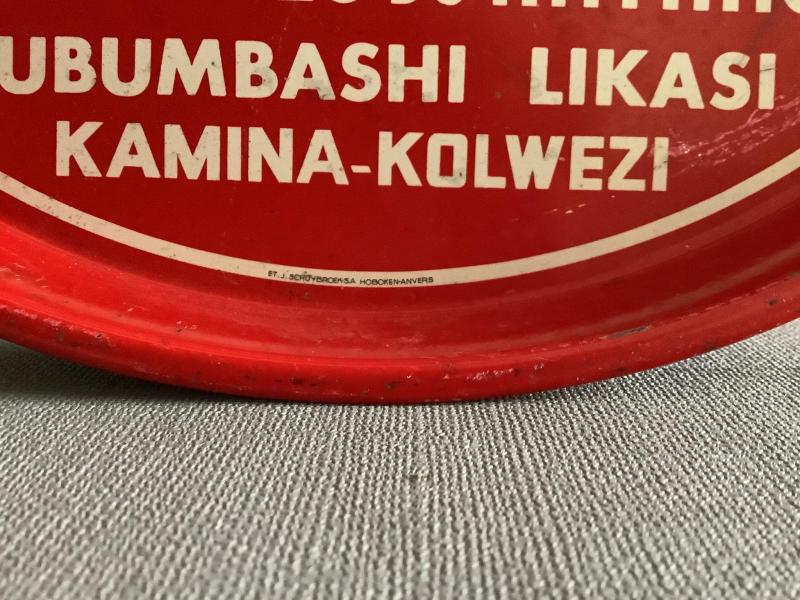 UBUMBASHI LIKASI
KAMINA-KOLWEZI
ET. J. SCHUYBROEK S.A HOBOKEN-ANVERS